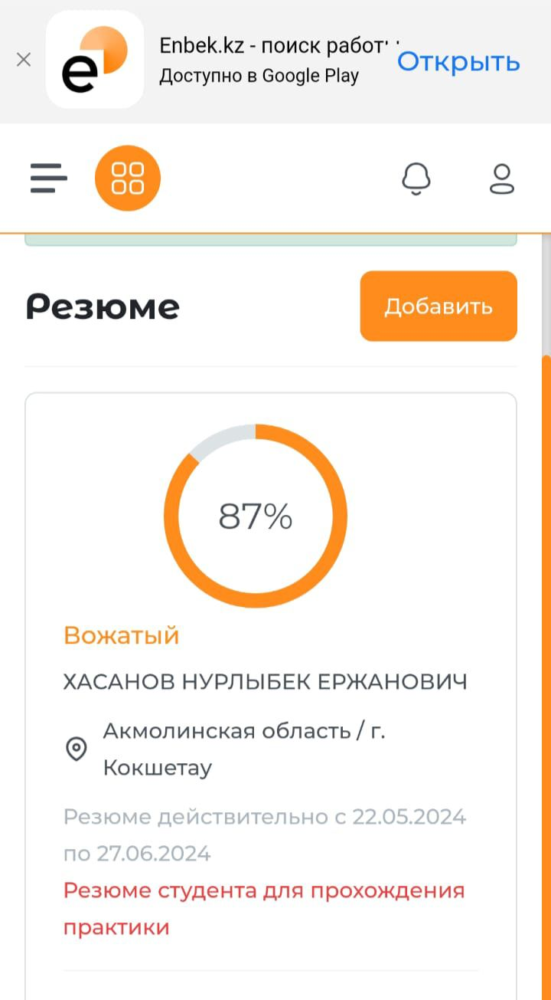 e
Enbek.kz - поиск работ
Доступно в Google Play
Открыть
Резюме
Добавить
87%
Вожатый
ХАСАНОВ НУРЛЫБЕК ЕРЖАНОВИЧ
Акмолинская область / г.
Кокшетау
Резюме действительно с 22.05.2024
по 27.06.2024
Резюме студента для прохождения
практики